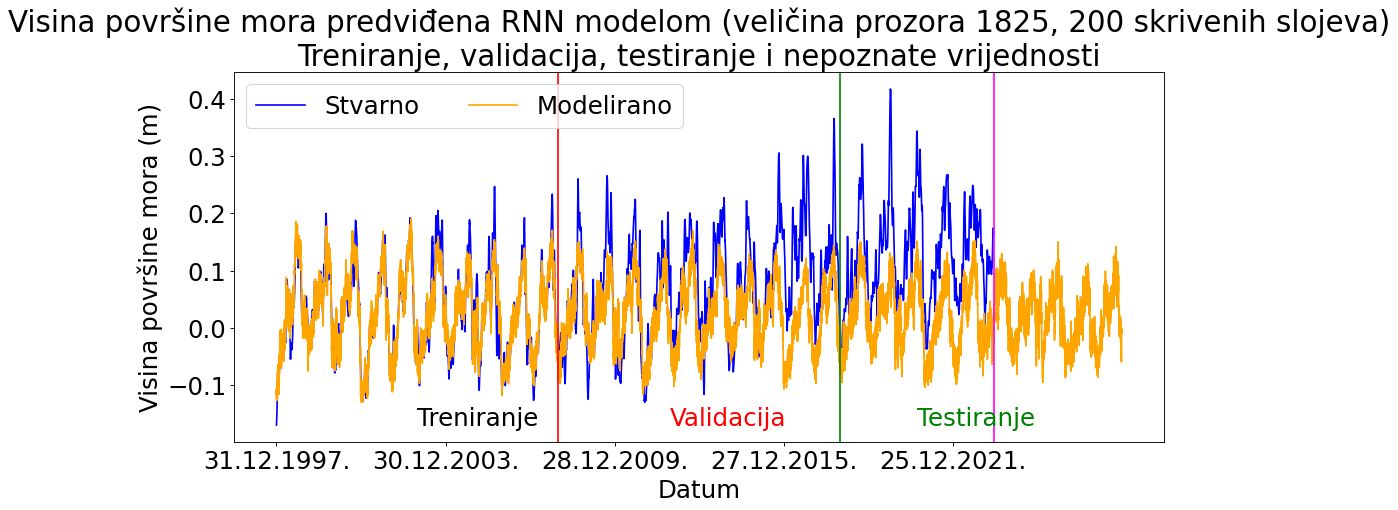 Visina površine mora predviđena RNN modelom (veličina prozora 1825, 200 skrivenih slojeva)
Treniranje, validacija, testiranje i nepoznate vrijednosti
Stvarno Modelirano
Visina površine mora (m)
0.4
0.3
0.2
0.1
0.0
−0.1
Treniranje Validacija Testiranje
31.12.1997. 30.12.2003. 28.12.2009. 27.12.2015. 25.12.2021.
Datum